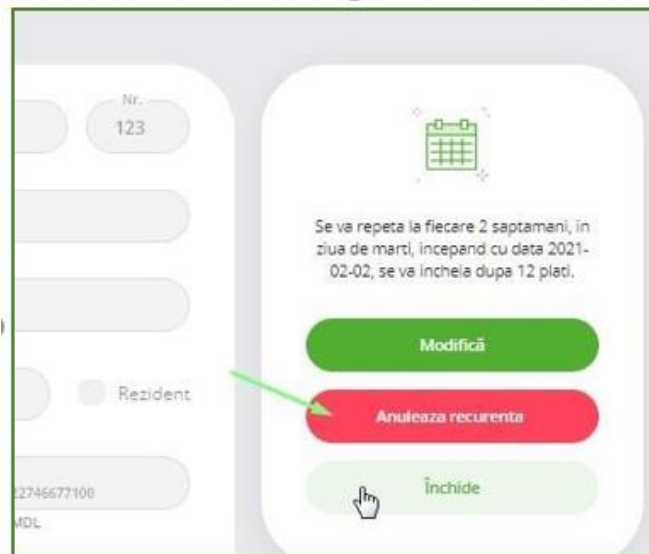 Nr.
123
Se va repeta la fiecare 2 saptamani, in
ziua de marti, incepand cu data 2021-
02-02, se va incheia dupa 12 plati.
Modifică
Rezident
Anuleaza recurenta
22746677100
MDL
Închide